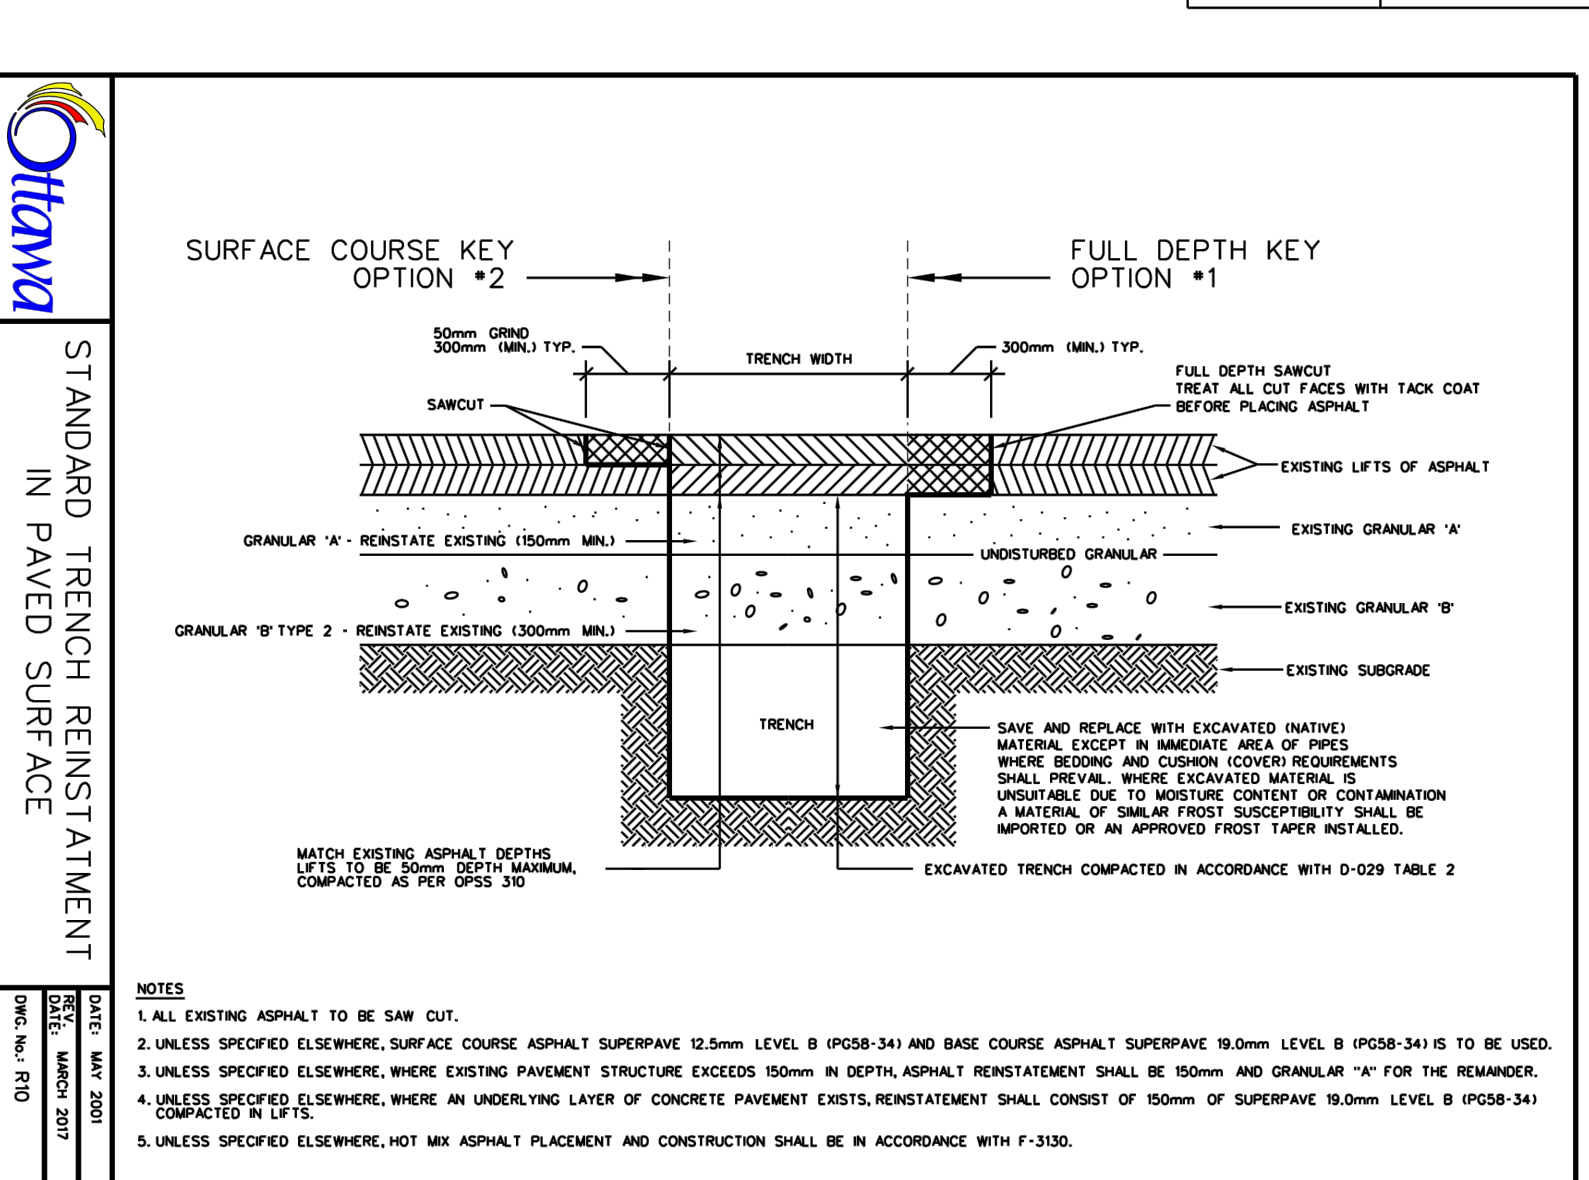 Ottawa
STANDARD TRENCH REINSTATEMENT
IN PAVED SURFACE
DATE: MAY 2001
REV.
DATE: MARCH 2017
DWG. No.: R10
SURFACE COURSE KEY
OPTION #2
FULL DEPTH KEY
OPTION #1
50mm GRIND
300mm (MIN.) TYP.
TRENCH WIDTH
300mm (MIN.) TYP.
FULL DEPTH SAWCUT
TREAT ALL CUT FACES WITH TACK COAT
BEFORE PLACING ASPHALT
SAWCUT
EXISTING LIFTS OF ASPHALT
GRANULAR 'A' - REINSTATE EXISTING (150mm MIN.)
EXISTING GRANULAR 'A'
UNDISTURBED GRANULAR
EXISTING GRANULAR 'B'
GRANULAR 'B' TYPE 2 - REINSTATE EXISTING (300mm MIN.)
EXISTING SUBGRADE
TRENCH
SAVE AND REPLACE WITH EXCAVATED (NATIVE)
MATERIAL EXCEPT IN IMMEDIATE AREA OF PIPES
WHERE BEDDING AND CUSHION (COVER) REQUIREMENTS
SHALL PREVAIL. WHERE EXCAVATED MATERIAL IS
UNSUITABLE DUE TO MOISTURE CONTENT OR CONTAMINATION
A MATERIAL OF SIMILAR FROST SUSCEPTIBILITY SHALL BE
IMPORTED OR AN APPROVED FROST TAPER INSTALLED.
MATCH EXISTING ASPHALT DEPTHS
LIFTS TO BE 50mm DEPTH MAXIMUM,
COMPACTED AS PER OPSS 310
EXCAVATED TRENCH COMPACTED IN ACCORDANCE WITH D-029 TABLE 2
NOTES
1. ALL EXISTING ASPHALT TO BE SAW CUT.
2. UNLESS SPECIFIED ELSEWHERE, SURFACE COURSE ASPHALT SUPERPAVE 12.5mm LEVEL B (PG58-34) AND BASE COURSE ASPHALT SUPERPAVE 19.0mm LEVEL B (PG58-34) IS TO BE USED.
3. UNLESS SPECIFIED ELSEWHERE, WHERE EXISTING PAVEMENT STRUCTURE EXCEEDS 150mm IN DEPTH, ASPHALT REINSTATEMENT SHALL BE 150mm AND GRANULAR "A" FOR THE REMAINDER.
4. UNLESS SPECIFIED ELSEWHERE, WHERE AN UNDERLYING LAYER OF CONCRETE PAVEMENT EXISTS, REINSTATEMENT SHALL CONSIST OF 150mm OF SUPERPAVE 19.0mm LEVEL B (PG58-34)
COMPACTED IN LIFTS.
5. UNLESS SPECIFIED ELSEWHERE, HOT MIX ASPHALT PLACEMENT AND CONSTRUCTION SHALL BE IN ACCORDANCE WITH F-3130.